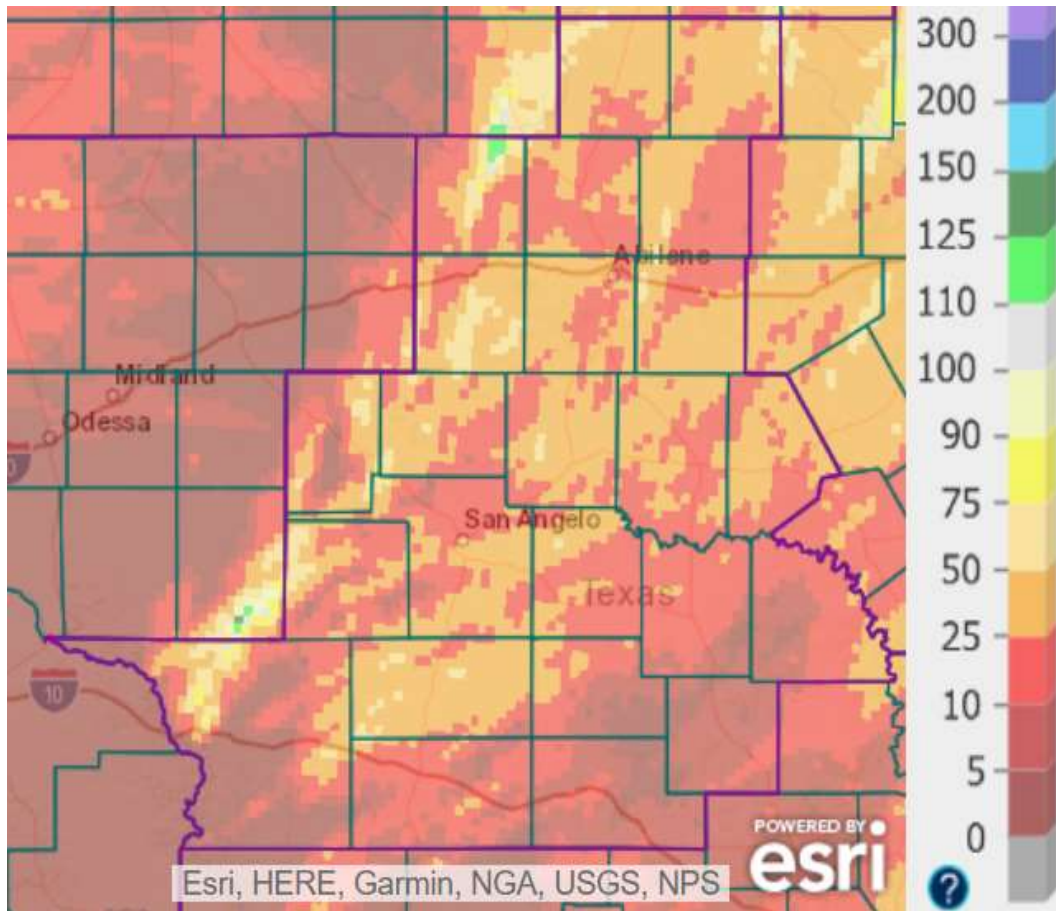 300
200
150
125
110
100
90
75
50
25
10
5
0
Abilene
Midland
Odessa
San Angelo
Texas
10
POWERED BY
esri
Esri, HERE, Garmin, NGA, USGS, NPS
?